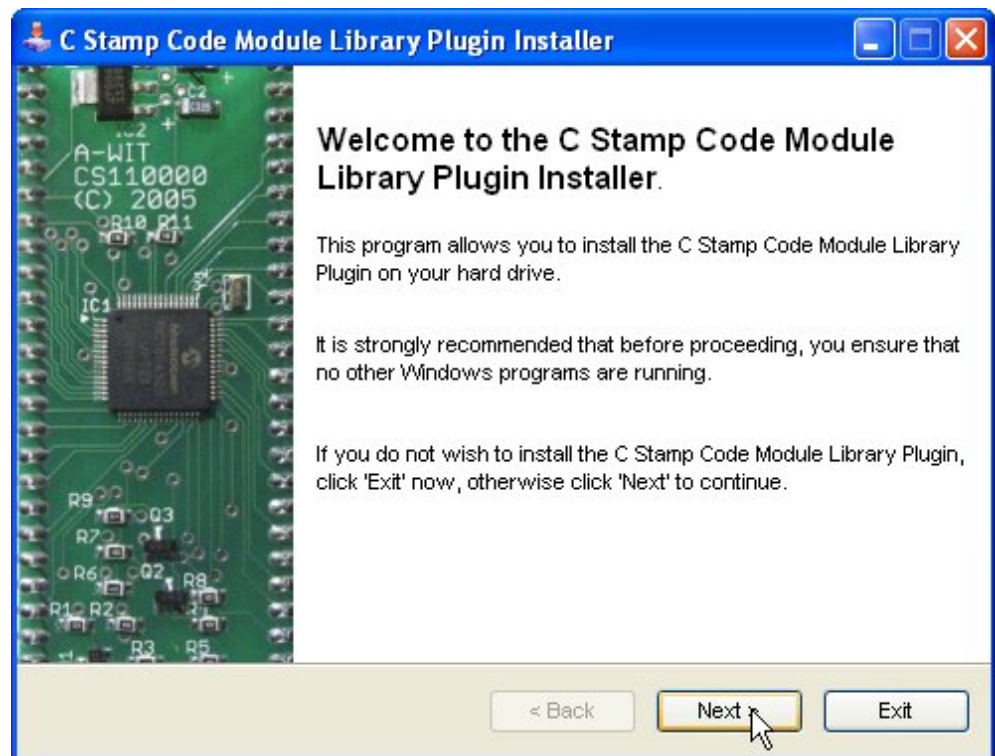 C Stamp Code Module Library Plugin Installer
C2
IC2
A-WIT
CS110000
(C) 2005
R10 R11
Y1
IC1
R9
Q3
R7
R6
Q2
R8
R1 R2
R3 R5
Welcome to the C Stamp Code Module
Library Plugin Installer.
This program allows you to install the C Stamp Code Module Library
Plugin on your hard drive.
It is strongly recommended that before proceeding, you ensure that
no other Windows programs are running.
If you do not wish to install the C Stamp Code Module Library Plugin,
click 'Exit' now, otherwise click 'Next' to continue.
< Back
Next >
Exit